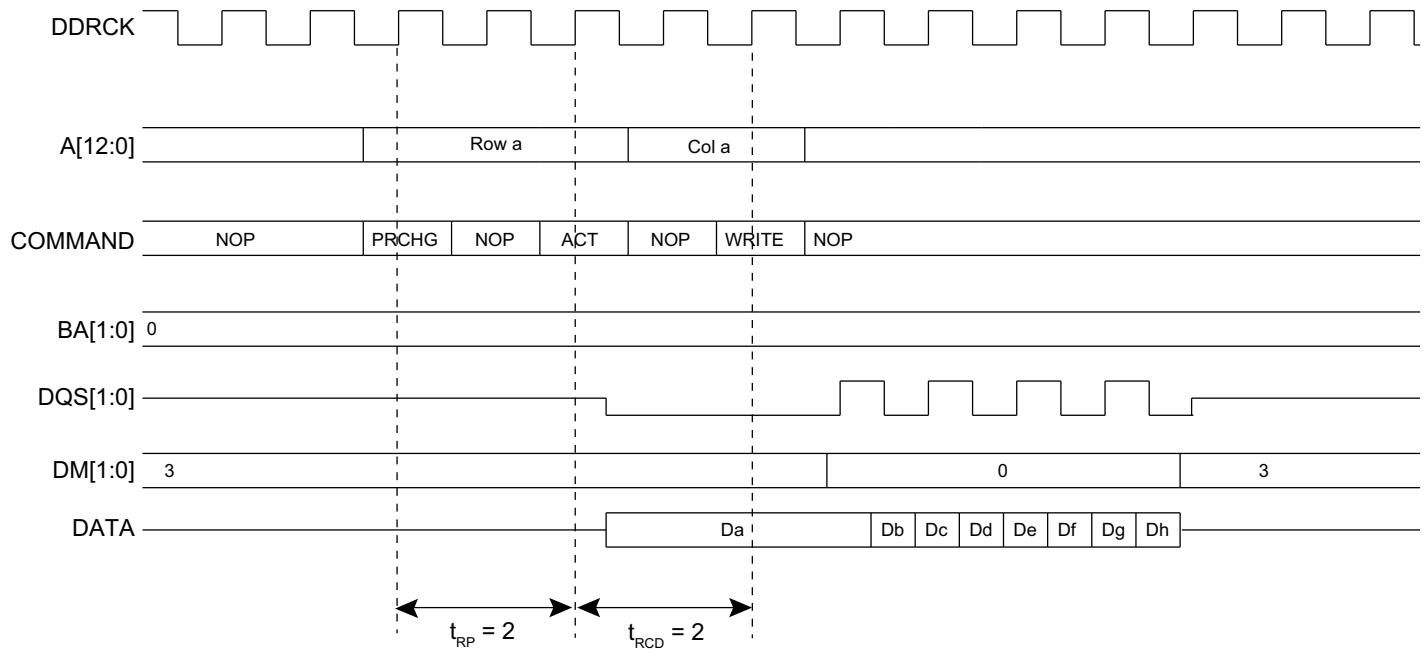 DDRCK
A[12:0] Row a Col a
COMMAND NOP PRCHG NOP ACT NOP WRITE NOP
BA[1:0] 0
DQS[1:0]
DM[1:0] 3 0 3
DATA Da Db Dc Dd De Df Dg Dh
tRP = 2 tRCD = 2